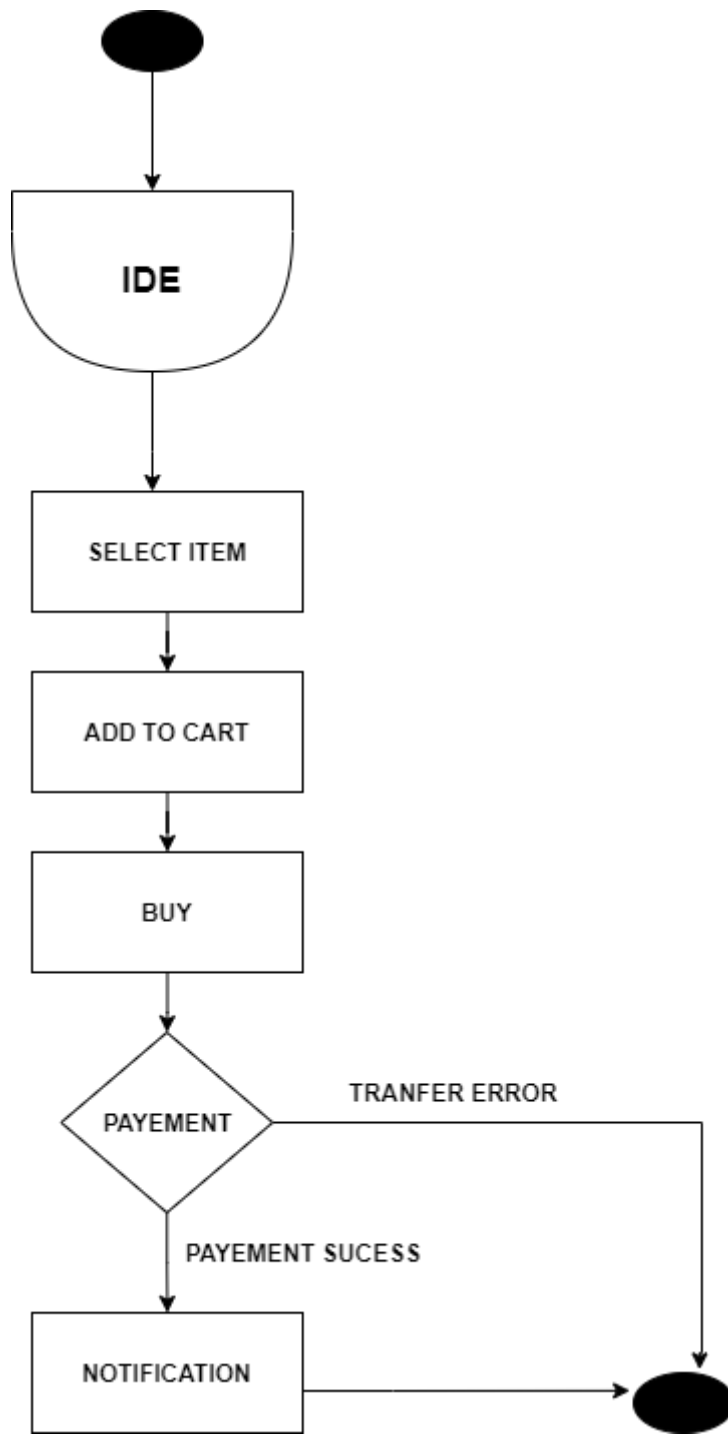 IDE
SELECT ITEM
ADD TO CART
BUY
TRANFER ERROR
PAYEMENT
PAYEMENT SUCESS
NOTIFICATION